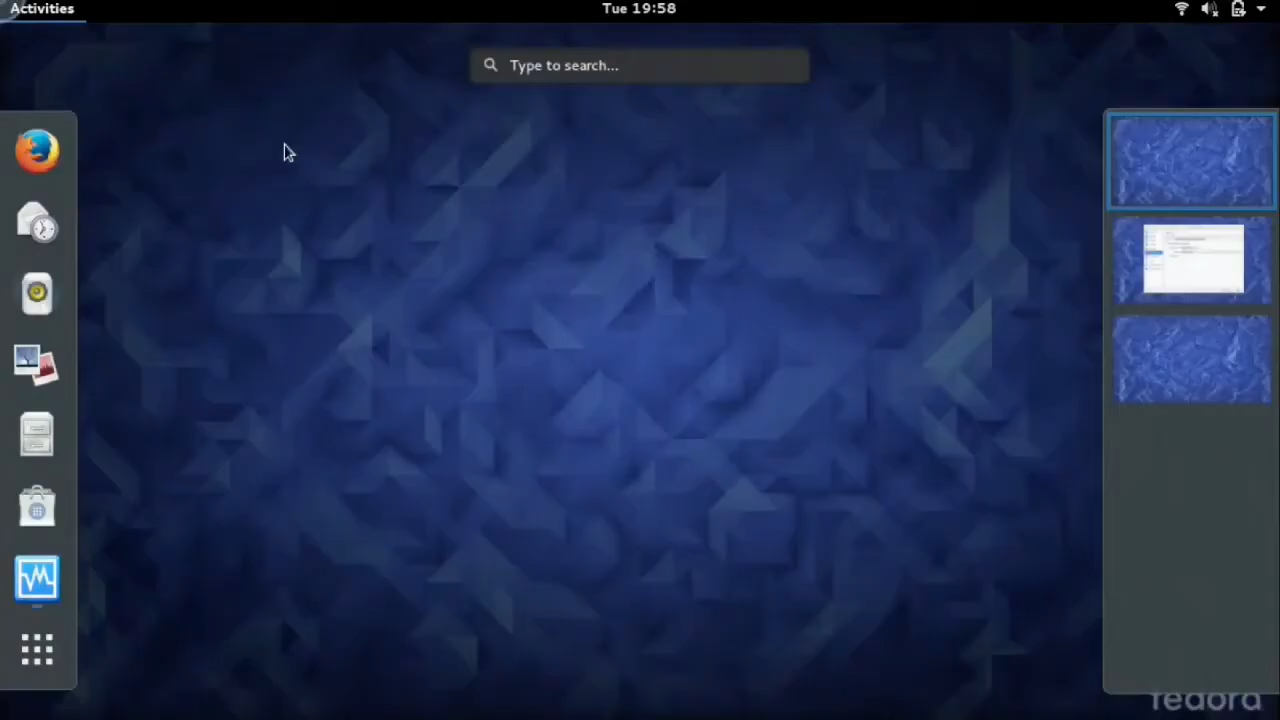 Activities
Tue 19:58
Type to search...
fedora